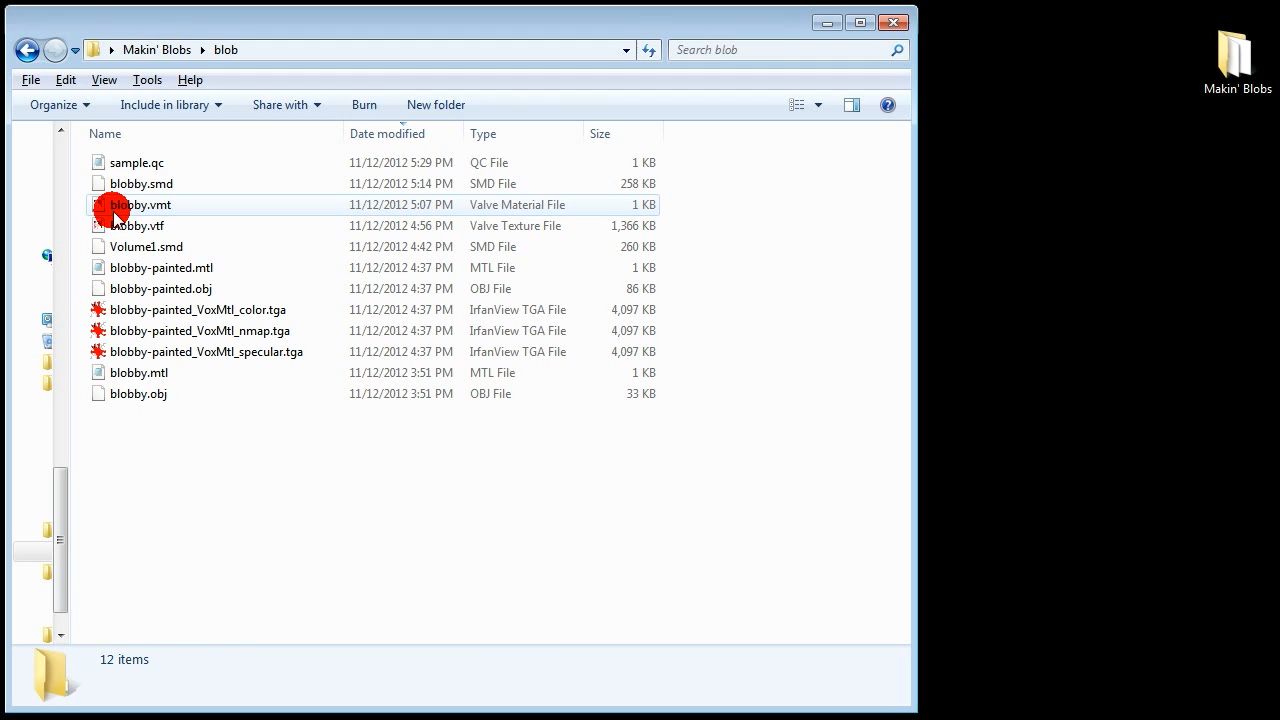 Makin' Blobs blob Search blob
File Edit View Tools Help
Organize Include in library Share with Burn New folder
Name Date modified Type Size
sample.qc 11/12/2012 5:29 PM QC File 1 KB
blobby.smd 11/12/2012 5:14 PM SMD File 258 KB
blobby.vmt 11/12/2012 5:07 PM Valve Material File 1 KB
blobby.vtf 11/12/2012 4:56 PM Valve Texture File 1,366 KB
Volume1.smd 11/12/2012 4:42 PM SMD File 260 KB
blobby-painted.mtl 11/12/2012 4:37 PM MTL File 1 KB
blobby-painted.obj 11/12/2012 4:37 PM OBJ File 86 KB
blobby-painted_VoxMtl_color.tga 11/12/2012 4:37 PM IrfanView TGA File 4,097 KB
blobby-painted_VoxMtl_nmap.tga 11/12/2012 4:37 PM IrfanView TGA File 4,097 KB
blobby-painted_VoxMtl_specular.tga 11/12/2012 4:37 PM IrfanView TGA File 4,097 KB
blobby.mtl 11/12/2012 3:51 PM MTL File 1 KB
blobby.obj 11/12/2012 3:51 PM OBJ File 33 KB
12 items
Makin' Blobs